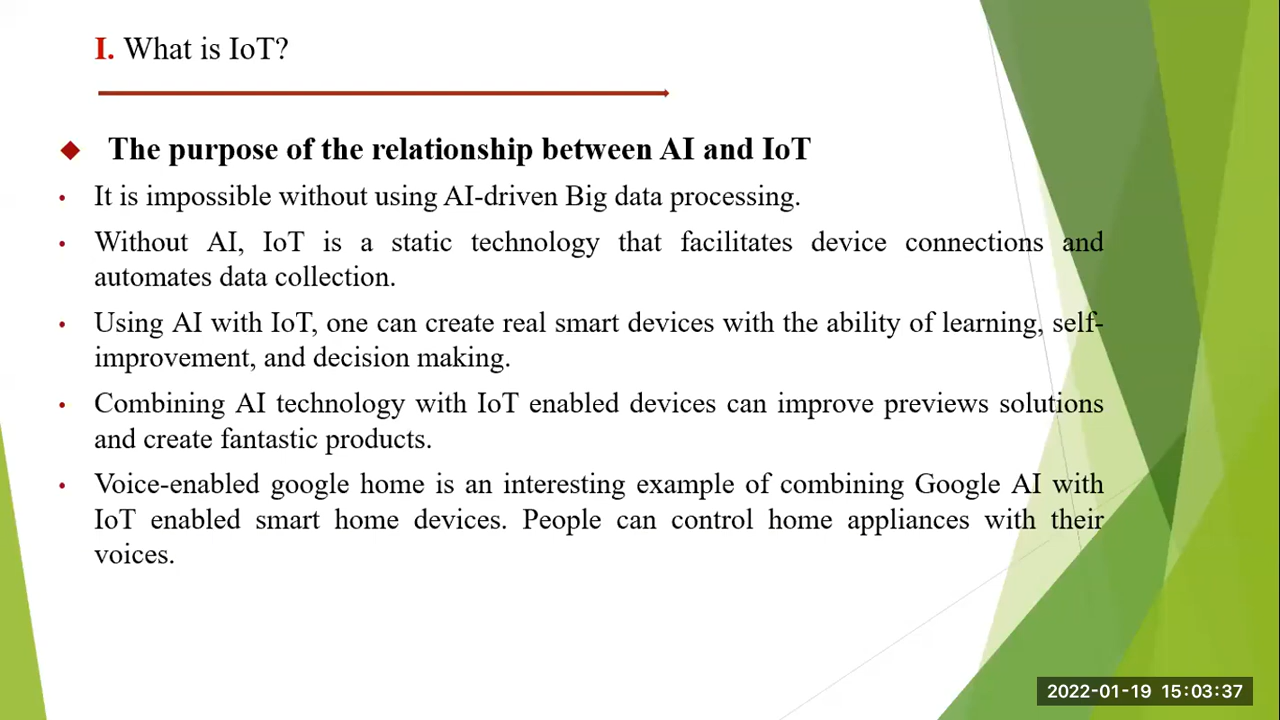 I. What is IoT?
The purpose of the relationship between AI and IoT
It is impossible without using AI-driven Big data processing.
Without AI, IoT is a static technology that facilitates device connections and
automates data collection.
Using AI with IoT, one can create real smart devices with the ability of learning, self-
improvement, and decision making.
Combining AI technology with IoT enabled devices can improve previews solutions
and create fantastic products.
Voice-enabled google home is an interesting example of combining Google AI with
IoT enabled smart home devices. People can control home appliances with their
voices.
2022-01-19 15:03:37